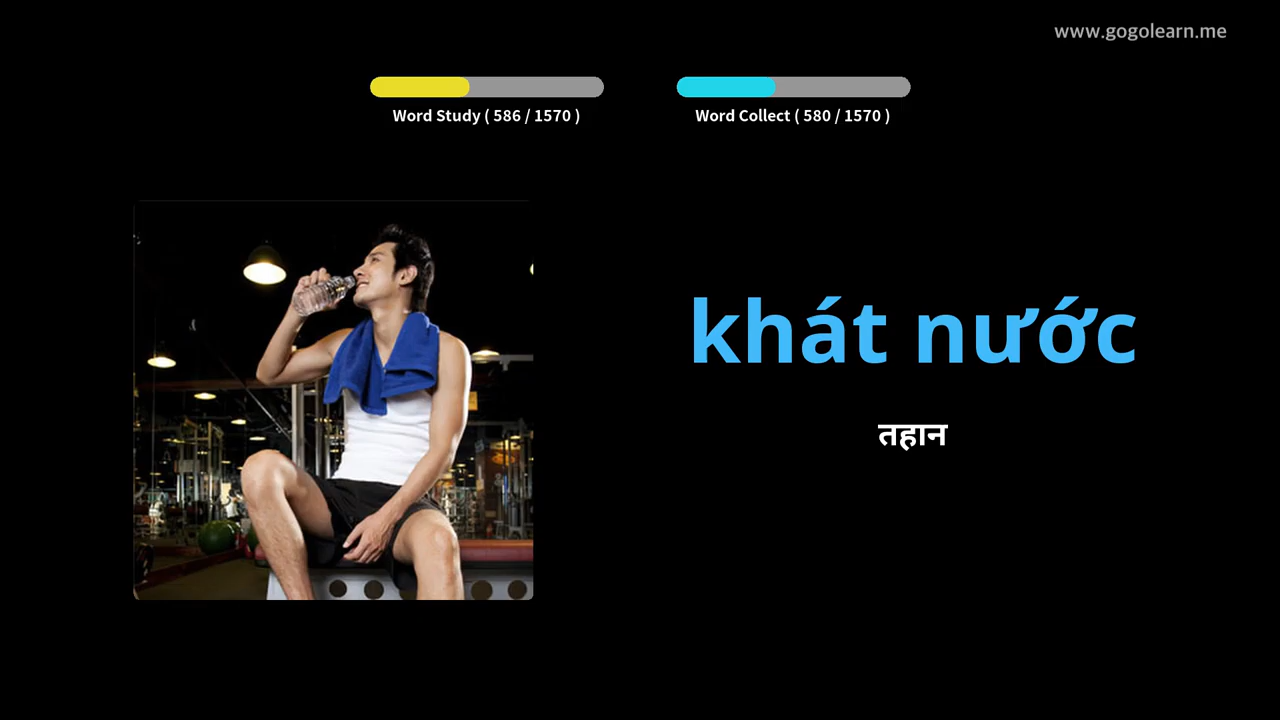 www.gogolearn.me
Word Study ( 586 / 1570 )
Word Collect ( 580 / 1570 )
khát nước
तहान